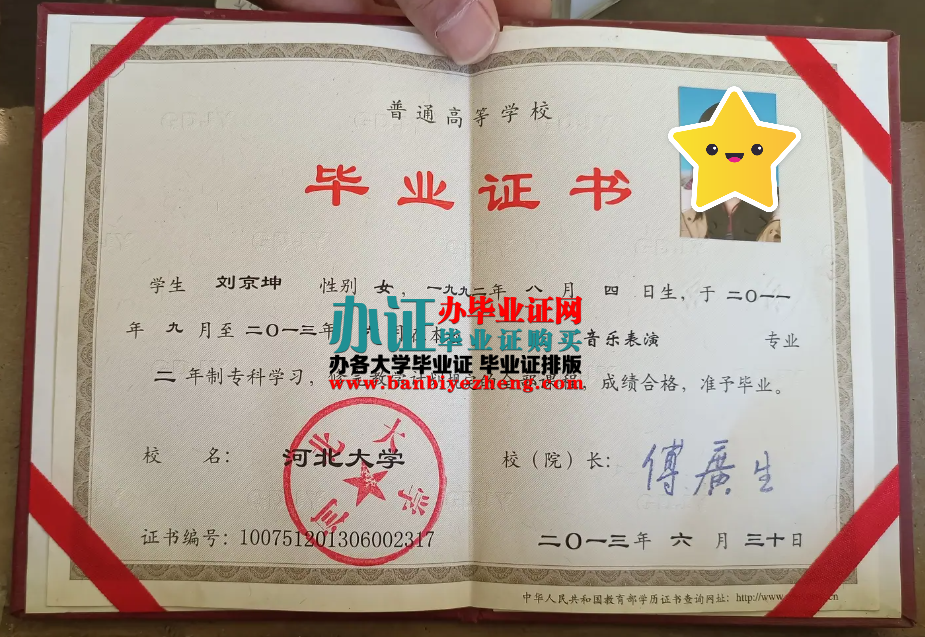 普通高等学校
毕业证书
学生 刘京坤 性别 女，一九九二年 八 月 四 日生，于 二〇一一
年 九 月至 二〇一三年 月在本 音乐表演 专业
二 年制专科学习， 成绩合格，准予毕业。
办证 办毕业证网
毕业证购买
办各大学毕业证 毕业证排版
www.banbiyezheng.com
校 名： 河北大学
河北大学
校（院）长： 傅廣生
证书编号：100751201306002317
二〇一三年 六 月 三十日
中华人民共和国教育部学历证书查询网址：http://www.